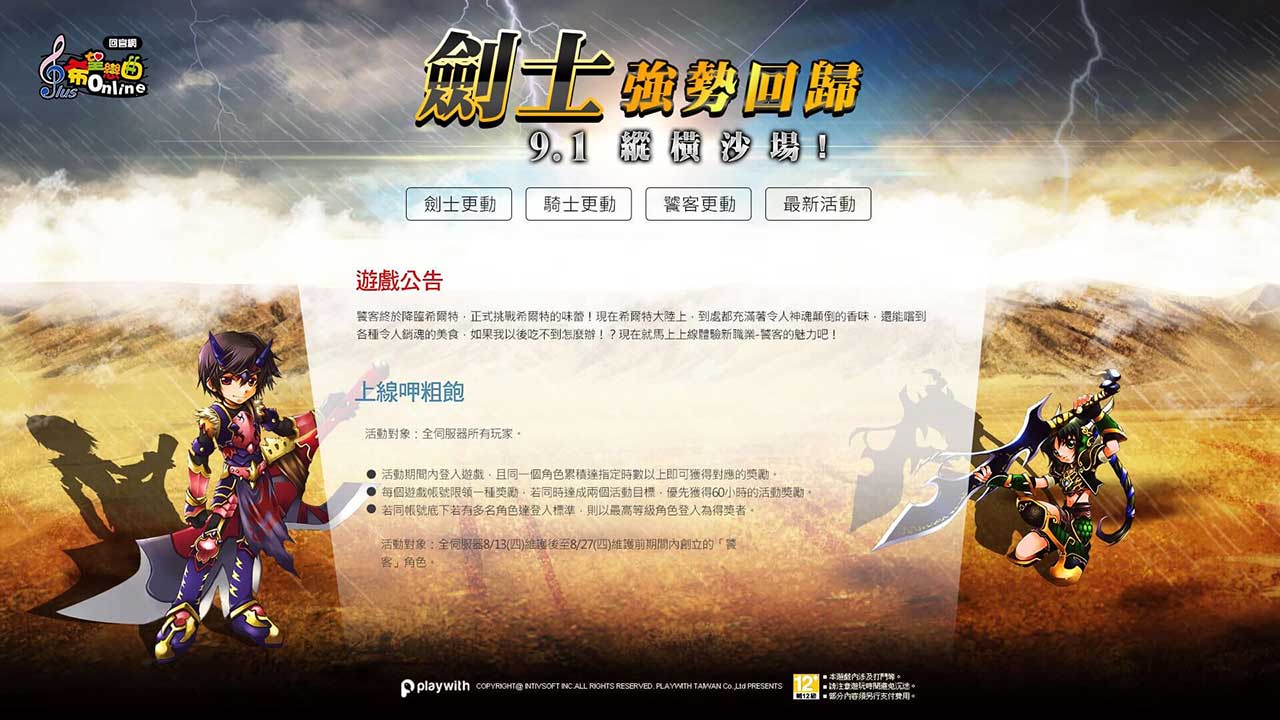 回官網
希望戀曲
Online
Plus
劍士 強勢回歸
9.1 縱橫沙場！
劍士更動 騎士更動 饕客更動 最新活動
遊戲公告
饕客終於降臨希爾特，正式挑戰希爾特的味蕾！現在希爾特大陸上，到處都充滿著令人神魂顛倒的香味，還能嚐到
各種令人銷魂的美食，如果我以後吃不到怎麼辦！？現在就馬上上線體驗新職業-饕客的魅力吧！
上線呷粗飽
活動對象：全伺服器所有玩家。
● 活動期間內登入遊戲，且同一個角色累積達指定時數以上即可獲得對應的獎勵。
● 每個遊戲帳號限領一種獎勵，若同時達成兩個活動目標，優先獲得60小時的活動獎勵。
● 若同帳號底下若有多名角色達登入標準，則以最高等級角色登入為得獎者。
活動對象：全伺服器8/13(四)維護後至8/27(四)維護前期間內創立的「饕
客」角色。
playwith COPYRIGHT@ INTIVSOFT INC.ALL RIGHTS RESERVED. PLAYWITH TAIWAN Co.,Ltd PRESENTS
12+
輔12級
■ 本遊戲內涉及打鬥等。
■ 請注意遊玩時間避免沉迷。
■ 部分內容須另行支付費用。